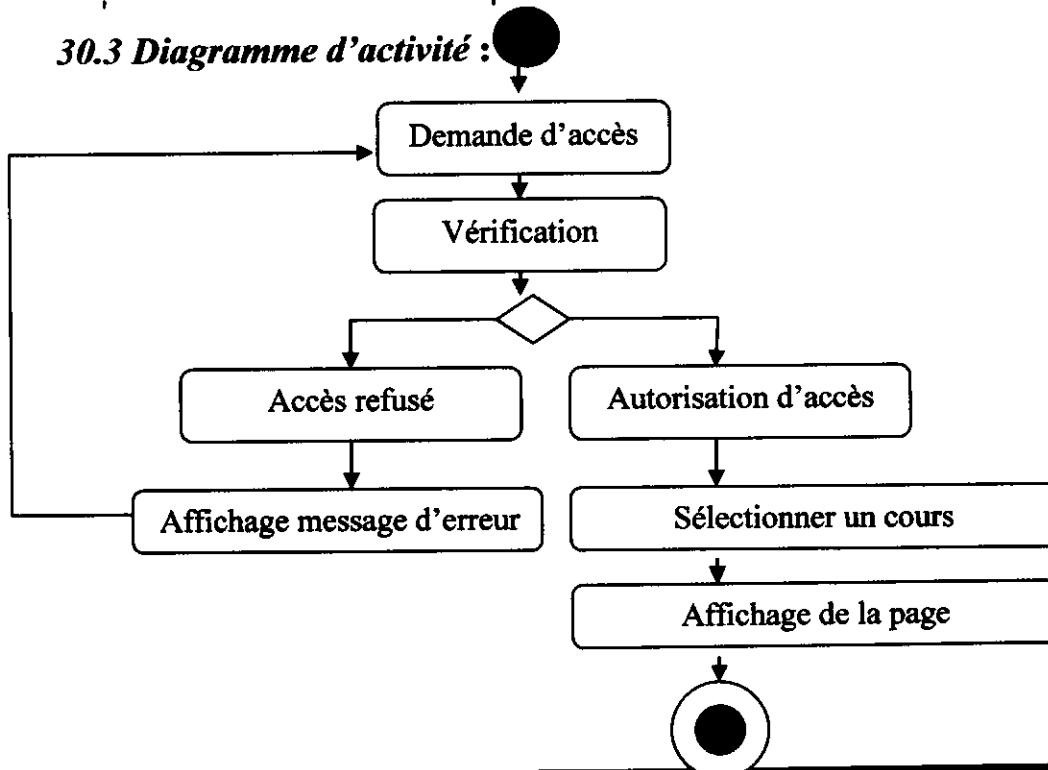 30.3 Diagramme d'activité :
Demande d'accès
Vérification
Accès refusé
Autorisation d'accès
Affichage message d'erreur
Sélectionner un cours
Affichage de la page